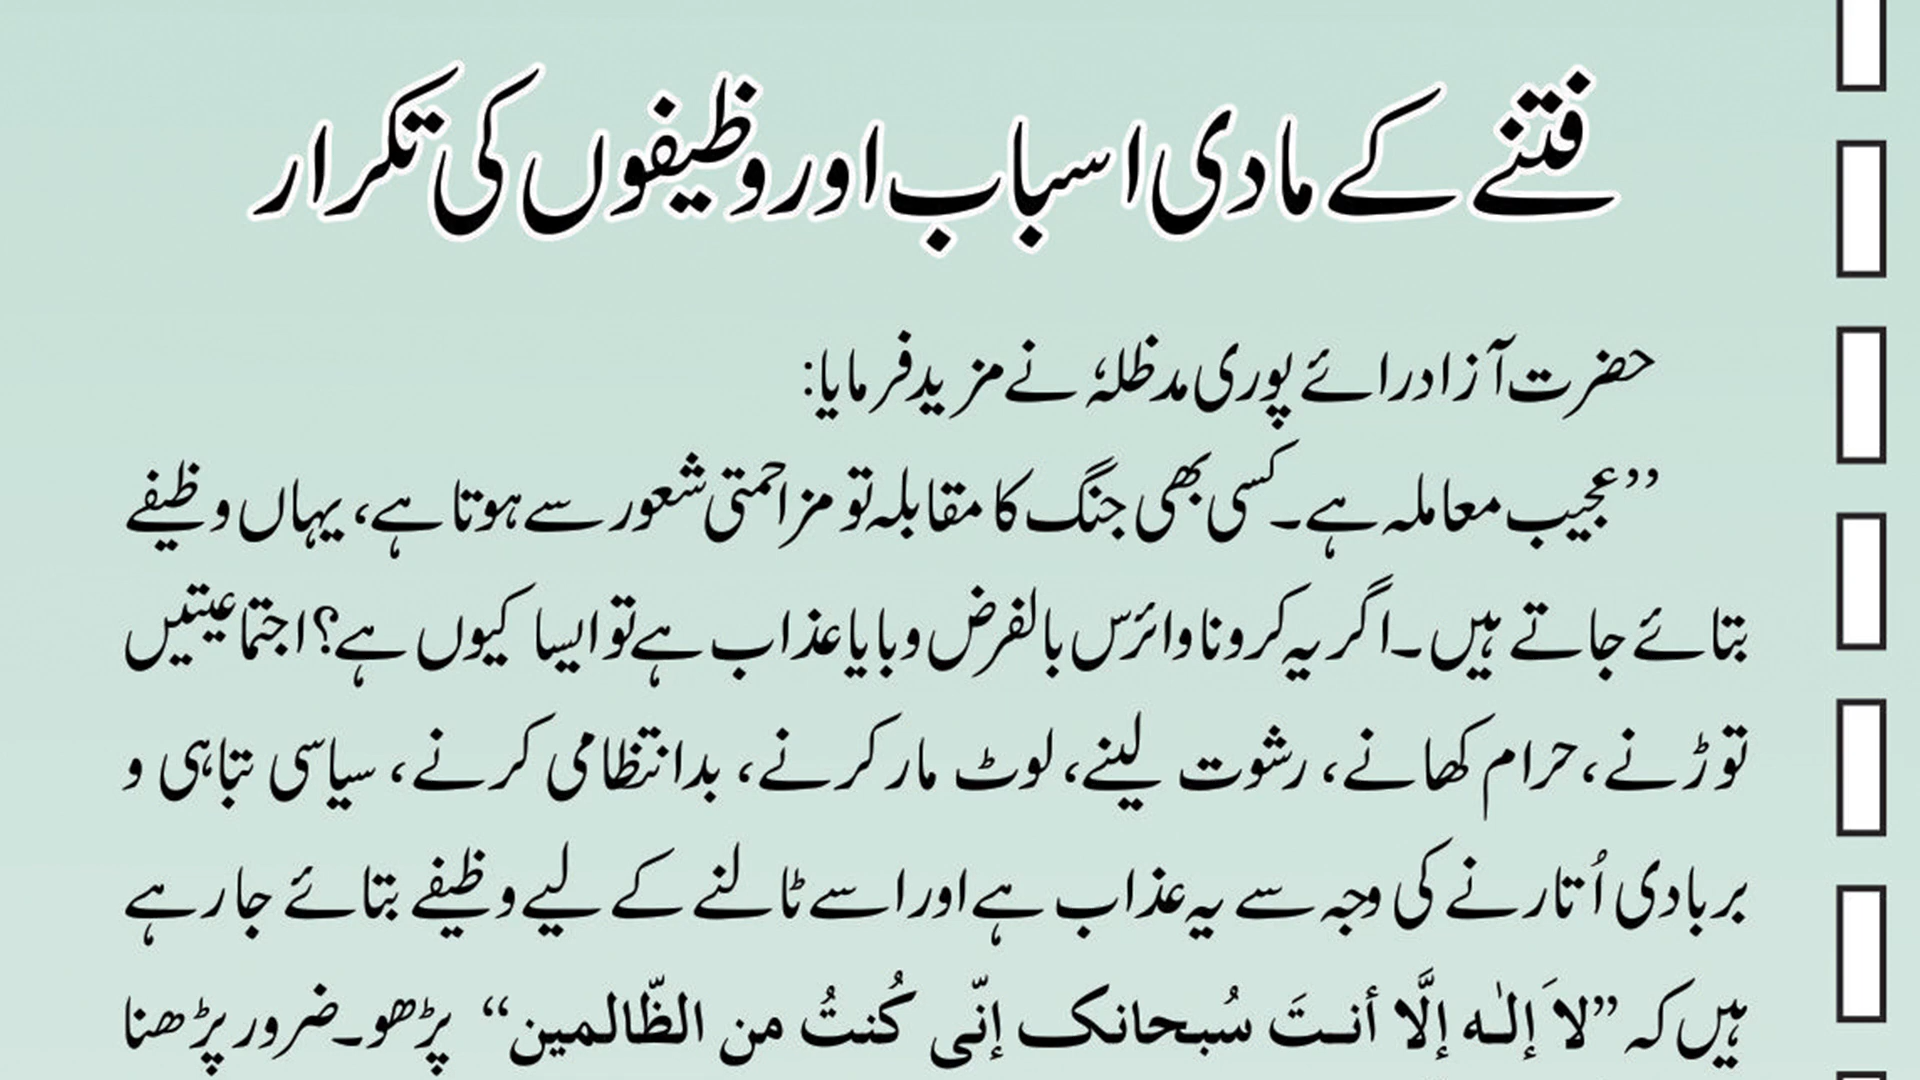 فتنے کے مادی اسباب اور وظیفوں کی تکرار
حضرت آزاد رائے پوری مدظلہٗ نے مزید فرمایا:
’’عجیب معاملہ ہے۔ کسی بھی جنگ کا مقابلہ تو مزاحمتی شعور سے ہوتا ہے، یہاں وظیفے
بتائے جاتے ہیں۔ اگر یہ کرونا وائرس بالفرض وبا یا عذاب ہے تو ایسا کیوں ہے؟ اجتماعیتیں
توڑنے، حرام کھانے، رشوت لینے، لوٹ مار کرنے، بدانتظامی کرنے، سیاسی تباہی و
بربادی اُتارنے کی وجہ سے یہ عذاب ہے اور اسے ٹالنے کے لیے وظیفے بتائے جا رہے
ہیں کہ ’’لاَ إلٰـه إلَّا أنـتَ سُبـحانک إنّی کُنتُ من الظّالمین‘‘ پڑھو۔ ضرور پڑھنا